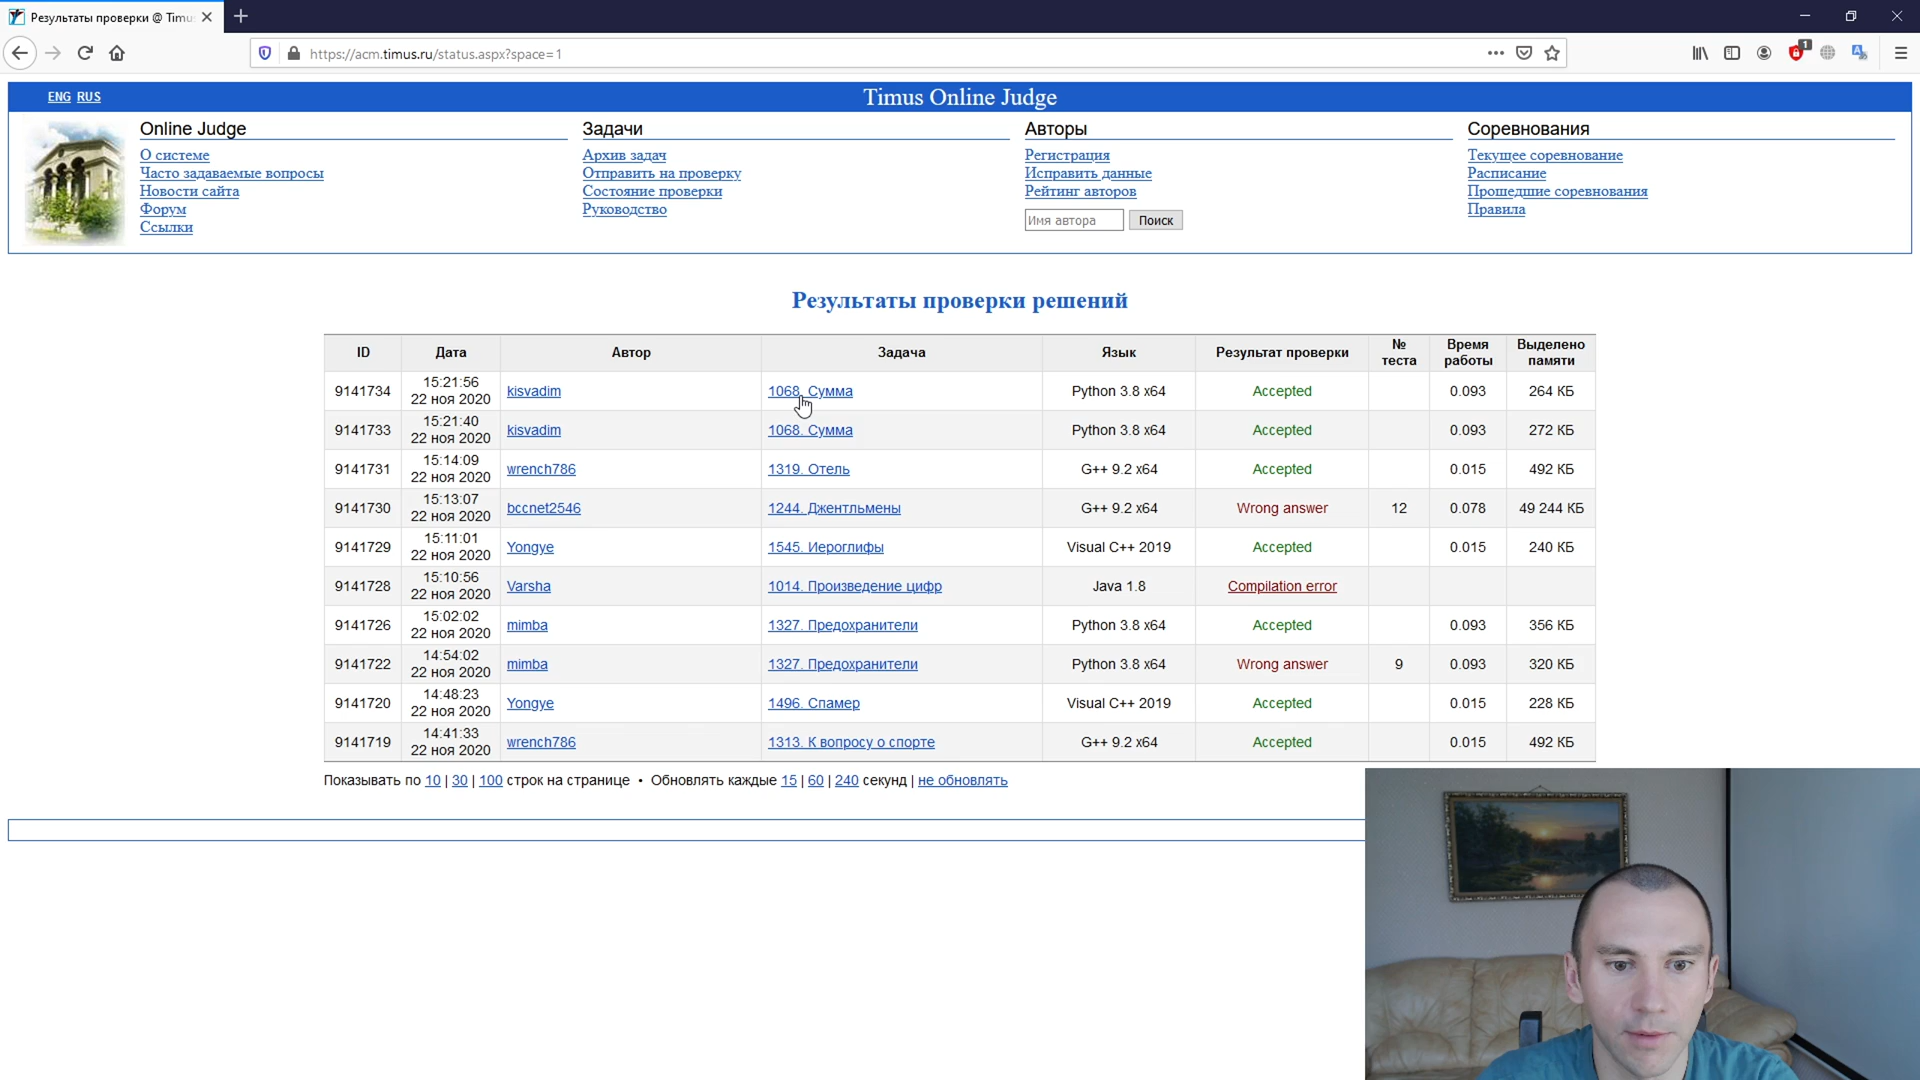 Результаты проверки @ Timu
https://acm.timus.ru/status.aspx?space=1
1
ENG RUS
Timus Online Judge
Online Judge
О системе
Часто задаваемые вопросы
Новости сайта
Форум
Ссылки
Задачи
Архив задач
Отправить на проверку
Состояние проверки
Руководство
Авторы
Регистрация
Исправить данные
Рейтинг авторов
Имя автора Поиск
Соревнования
Текущее соревнование
Расписание
Прошедшие соревнования
Правила
Результаты проверки решений
ID Дата Автор Задача Язык Результат проверки № теста Время работы Выделено памяти
9141734 15:21:56 22 ноя 2020 kisvadim 1068. Сумма Python 3.8 x64 Accepted 0.093 264 КБ
9141733 15:21:40 22 ноя 2020 kisvadim 1068. Сумма Python 3.8 x64 Accepted 0.093 272 КБ
9141731 15:14:09 22 ноя 2020 wrench786 1319. Отель G++ 9.2 x64 Accepted 0.015 492 КБ
9141730 15:13:07 22 ноя 2020 bccnet2546 1244. Джентльмены G++ 9.2 x64 Wrong answer 12 0.078 49 244 КБ
9141729 15:11:01 22 ноя 2020 Yongye 1545. Иероглифы Visual C++ 2019 Accepted 0.015 240 КБ
9141728 15:10:56 22 ноя 2020 Varsha 1014. Произведение цифр Java 1.8 Compilation error
9141726 15:02:02 22 ноя 2020 mimba 1327. Предохранители Python 3.8 x64 Accepted 0.093 356 КБ
9141722 14:54:02 22 ноя 2020 mimba 1327. Предохранители Python 3.8 x64 Wrong answer 9 0.093 320 КБ
9141720 14:48:23 22 ноя 2020 Yongye 1496. Спамер Visual C++ 2019 Accepted 0.015 228 КБ
9141719 14:41:33 22 ноя 2020 wrench786 1313. К вопросу о спорте G++ 9.2 x64 Accepted 0.015 492 КБ
Показывать по 10 | 30 | 100 строк на странице • Обновлять каждые 15 | 60 | 240 секунд | не обновлять